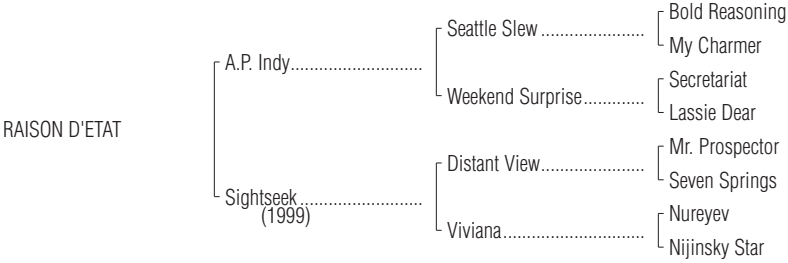 Bold Reasoning
Seattle Slew ......................
My Charmer
A.P. Indy............................
Secretariat
Weekend Surprise.............
Lassie Dear
RAISON D'ETAT
Mr. Prospector
Distant View......................
Seven Springs
Sightseek ..........................
(1999)
Nureyev
Viviana..............................
Nijinsky Star